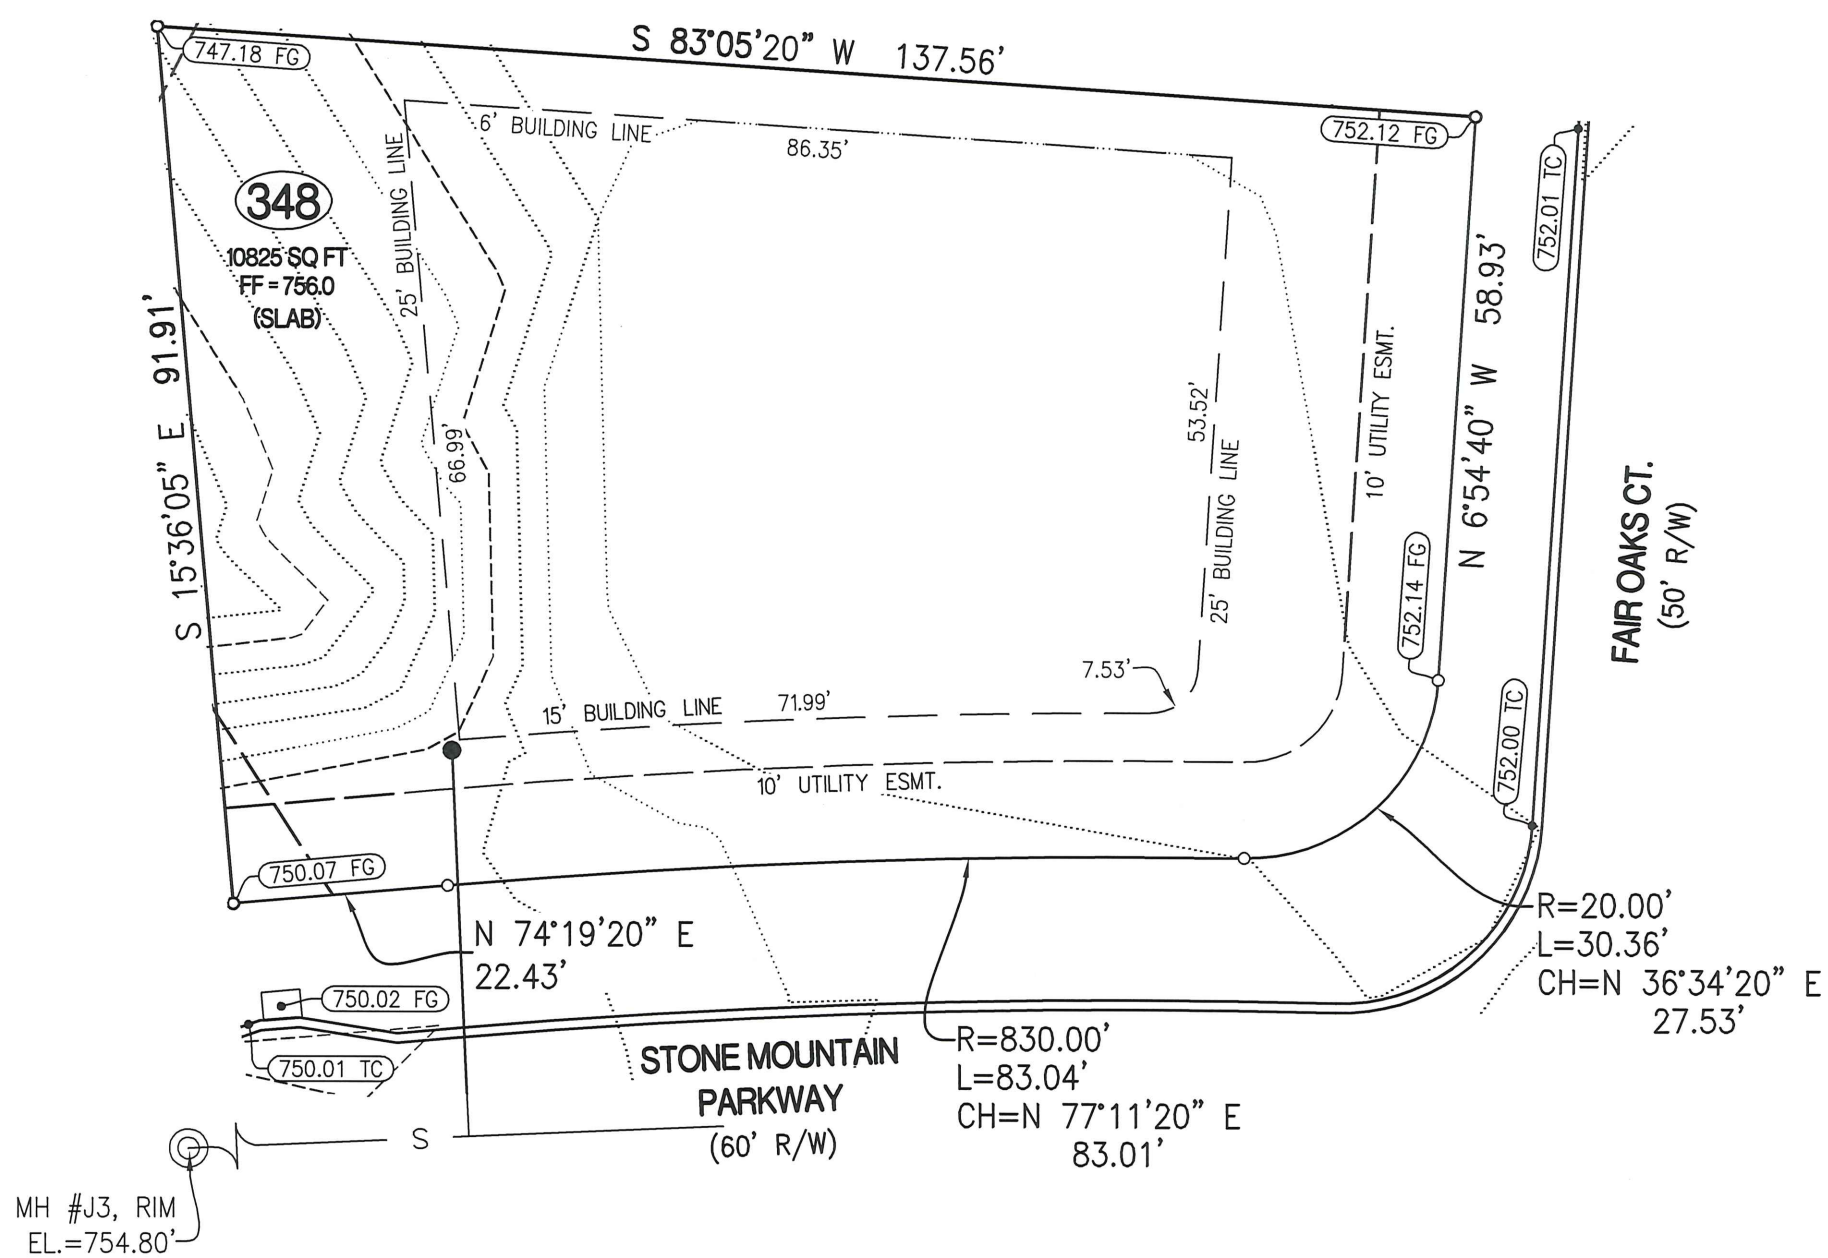 S 83°05'20" W 137.56'
747.18 FG
6' BUILDING LINE
86.35'
752.12 FG
752.01 TC
348
10825 SQ FT
FF = 756.0
(SLAB)
25' BUILDING LINE
S 15°36'05" E 91.91'
66.99'
53.52'
25' BUILDING LINE
10' UTILITY ESMT.
N 6°54'40" W 58.93'
752.14 FG
FAIR OAKS CT.
(50' R/W)
7.53'
15' BUILDING LINE 71.99'
752.00 TC
10' UTILITY ESMT.
750.07 FG
N 74°19'20" E
22.43'
R=20.00'
L=30.36'
CH=N 36°34'20" E
27.53'
750.02 FG
750.01 TC
STONE MOUNTAIN
PARKWAY
(60' R/W)
R=830.00'
L=83.04'
CH=N 77°11'20" E
83.01'
S
MH #J3, RIM
EL.=754.80'